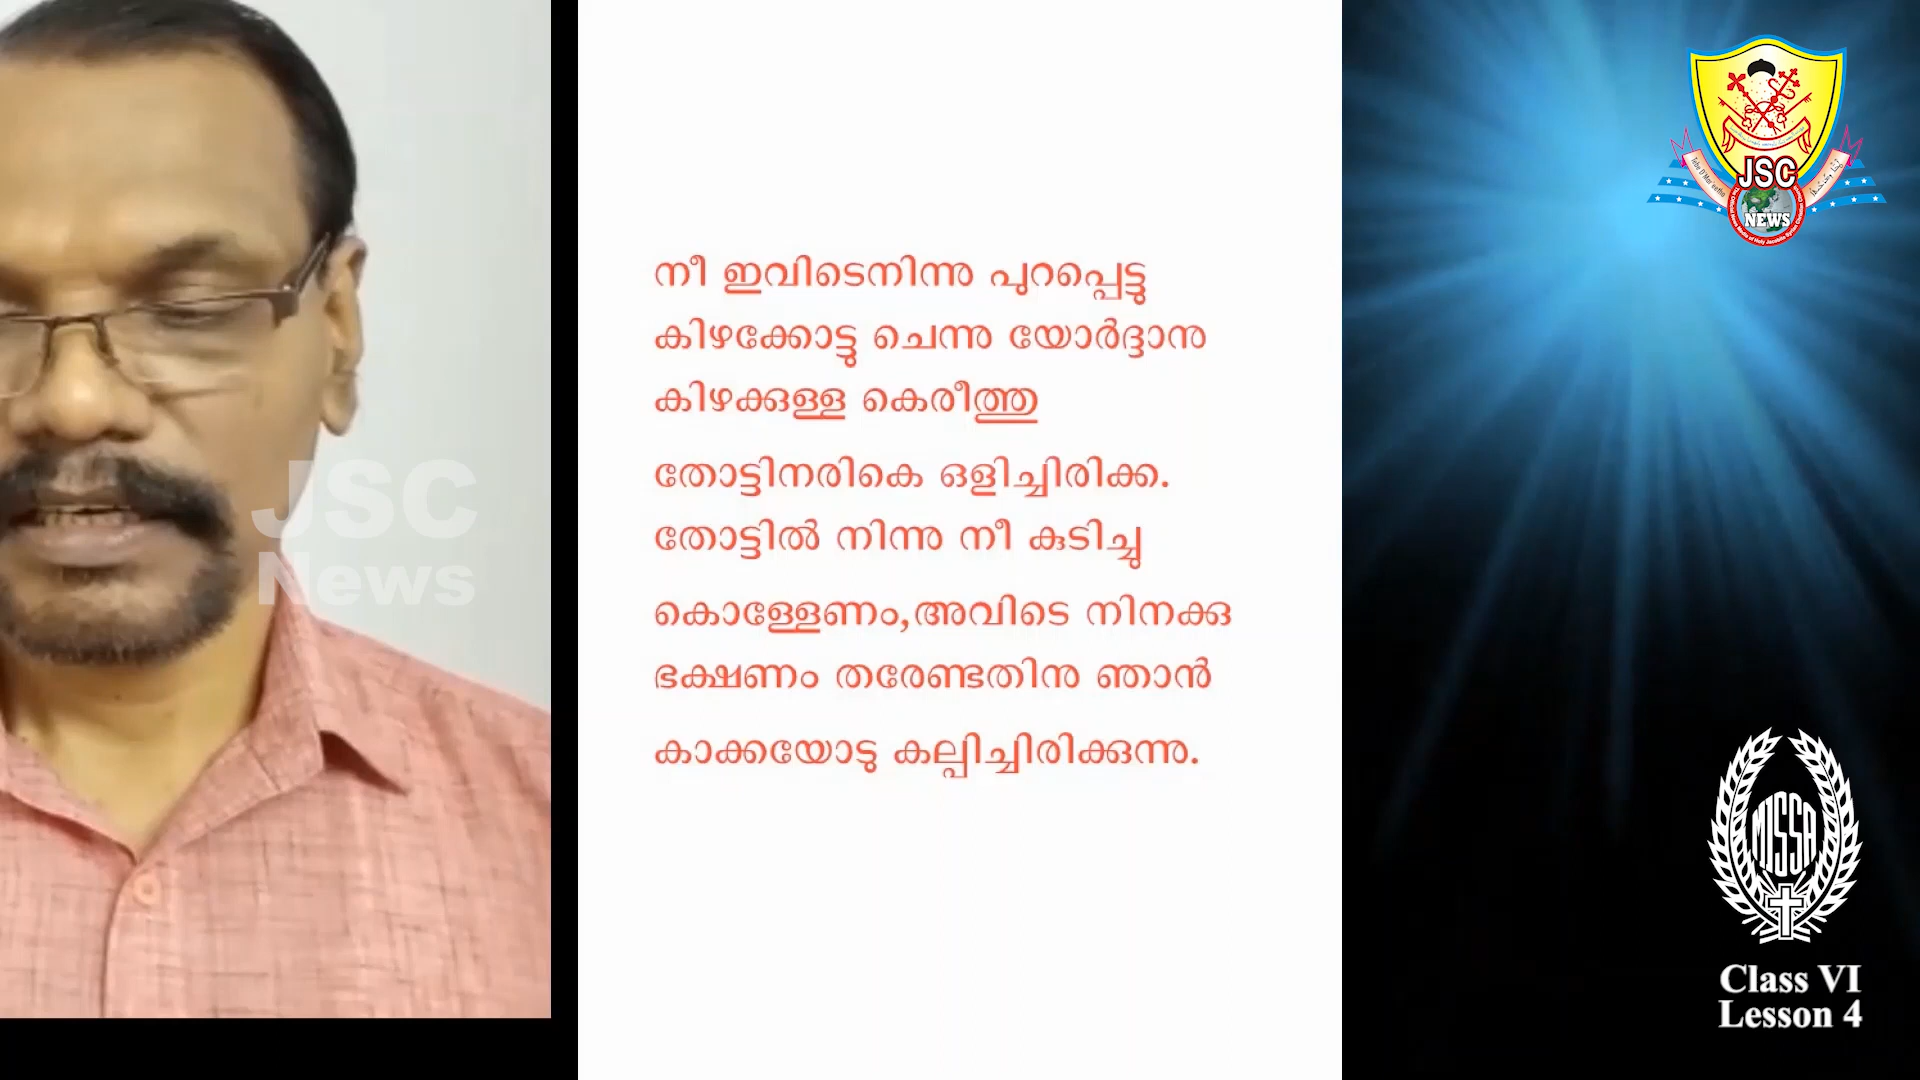 നീ ഇവിടെനിന്നു പുറപ്പെട്ടു
കിഴക്കോട്ടു ചെന്നു യോർദ്ദാനു
കിഴക്കുള്ള കെരീത്തു
തോട്ടിനരികെ ഒളിച്ചിരിക്ക.
തോട്ടിൽ നിന്നു നീ കുടിച്ചു
കൊള്ളേണം,അവിടെ നിനക്കു
ഭക്ഷണം തരേണ്ടതിനു ഞാൻ
കാക്കയോടു കല്പിച്ചിരിക്കുന്നു.
JSC
News
JSC
NEWS
MISSA
Class VI
Lesson 4